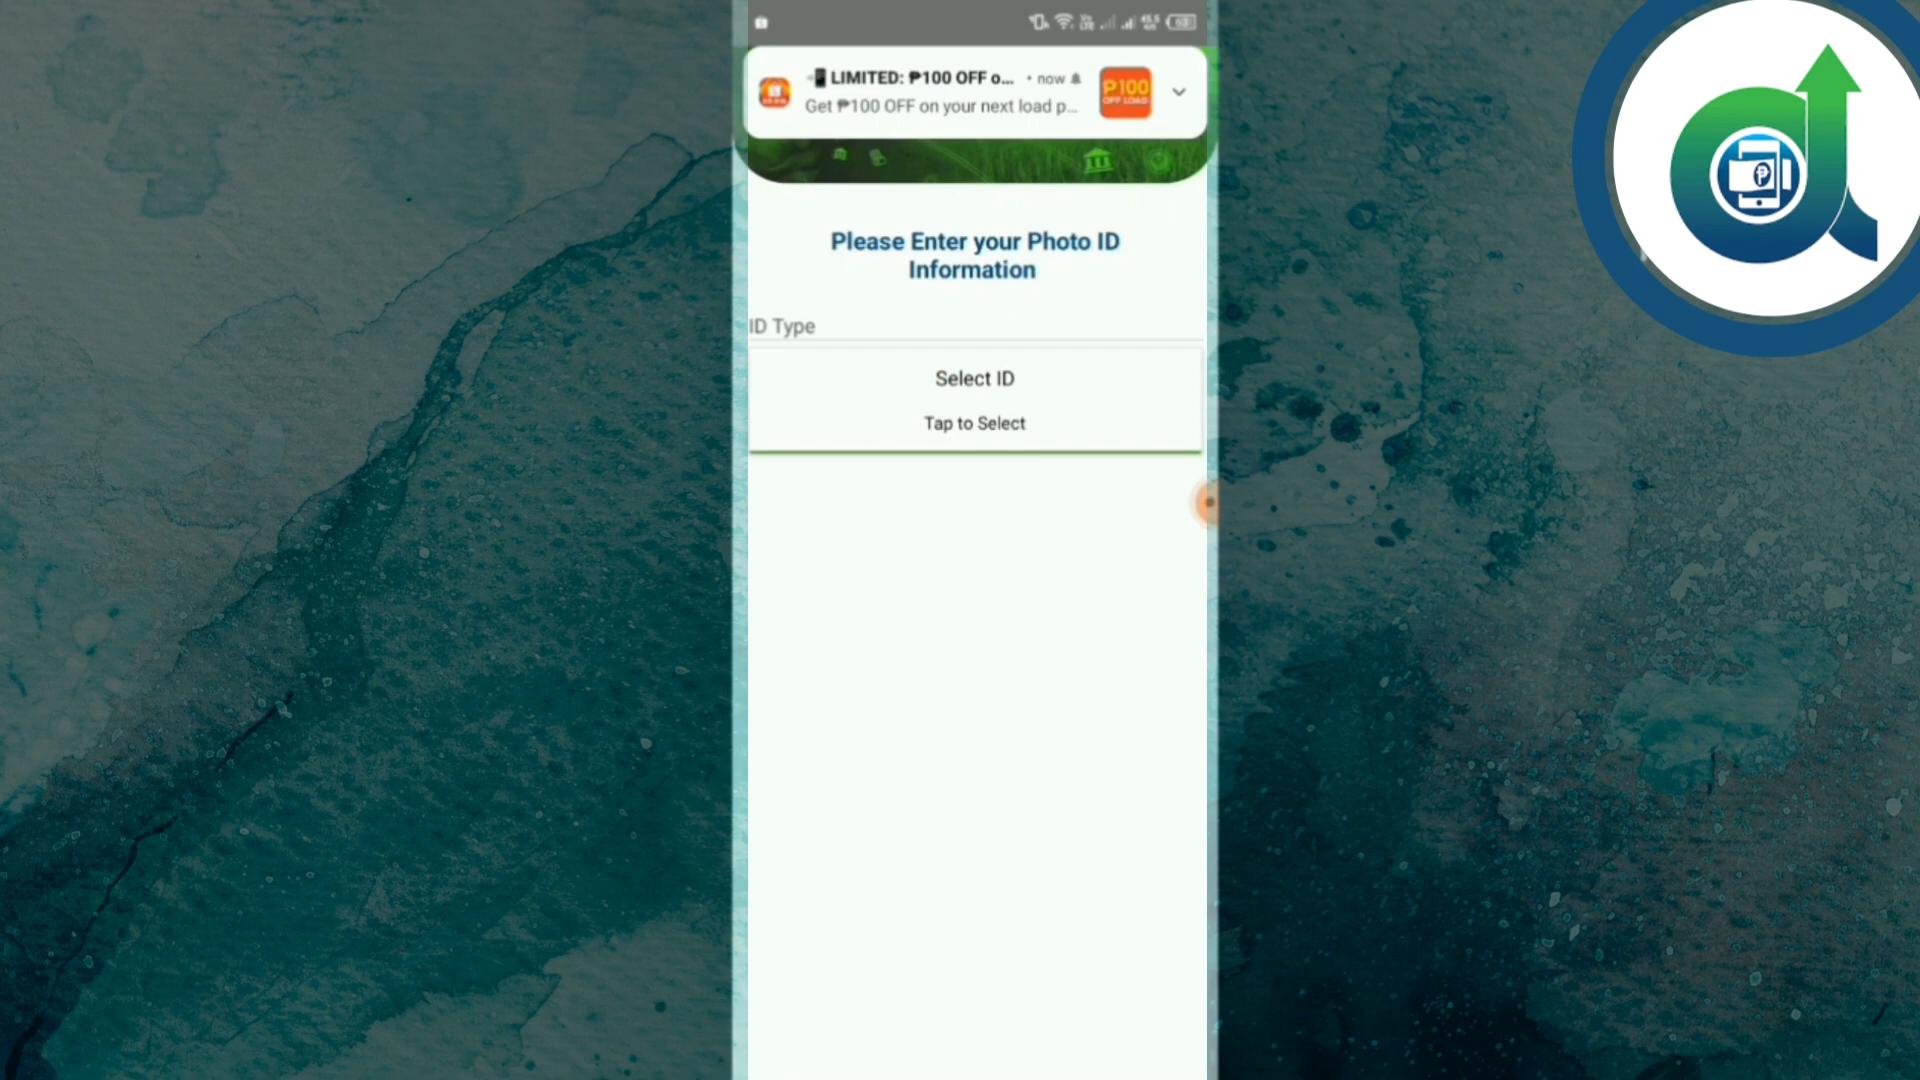 LIMITED: ₱100 OFF o... • now
Get ₱100 OFF on your next load p...
₱100
OFF LOAD
Please Enter your Photo ID
Information
ID Type
Select ID
Tap to Select